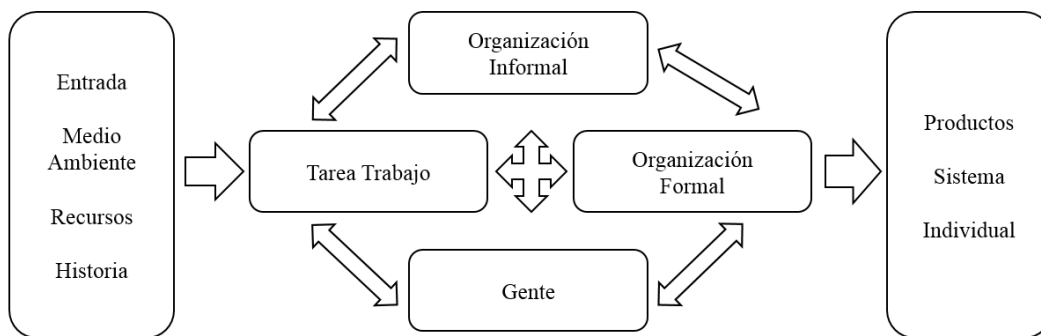 Entrada
Medio
Ambiente
Recursos
Historia
Organización
Informal
Tarea Trabajo
Organización
Formal
Gente
Productos
Sistema
Individual